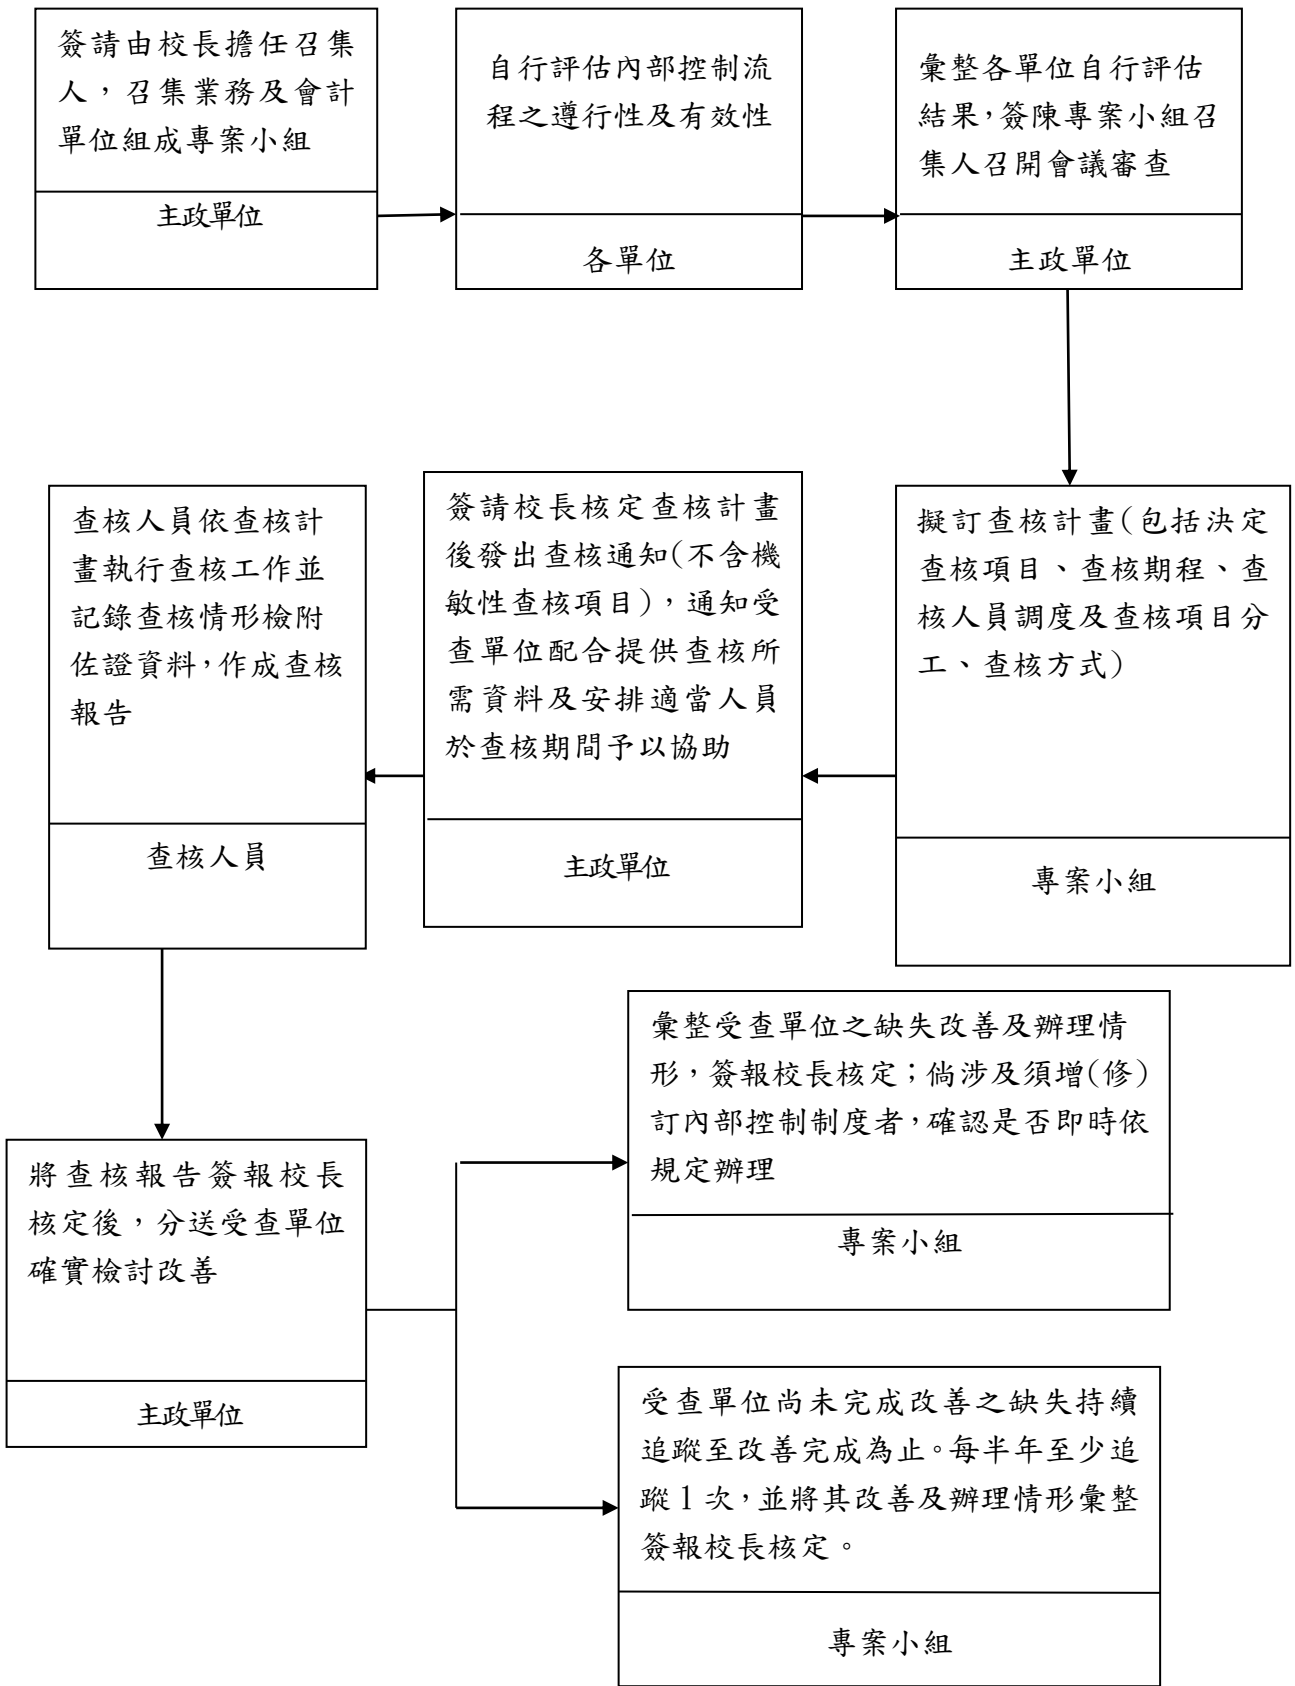 簽請由校長擔任召集
人，召集業務及會計
單位組成專案小組
主政單位
自行評估內部控制流
程之遵行性及有效性
各單位
彙整各單位自行評估
結果，簽陳專案小組召
集人召開會議審查
主政單位
擬訂查核計畫(包括決定
查核項目、查核期程、查
核人員調度及查核項目分
工、查核方式)
專案小組
簽請校長核定查核計畫
後發出查核通知(不含機
敏性查核項目)，通知受
查單位配合提供查核所
需資料及安排適當人員
於查核期間予以協助
主政單位
查核人員依查核計
畫執行查核工作並
記錄查核情形檢附
佐證資料，作成查核
報告
查核人員
將查核報告簽報校長
核定後，分送受查單位
確實檢討改善
主政單位
彙整受查單位之缺失改善及辦理情
形，簽報校長核定；倘涉及須增(修)
訂內部控制制度者，確認是否即時依
規定辦理
專案小組
受查單位尚未完成改善之缺失持續
追蹤至改善完成為止。每半年至少追
蹤1次，並將其改善及辦理情形彙整
簽報校長核定。
專案小組